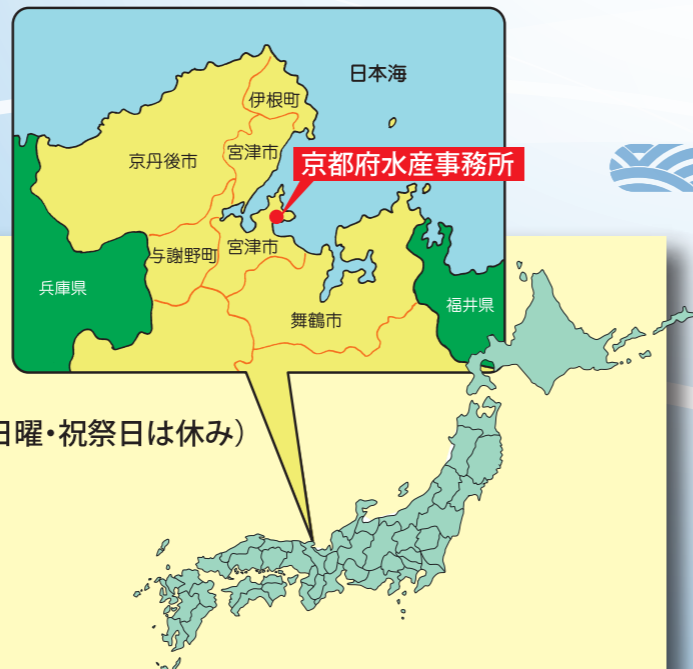 日本海
伊根町
京丹後市
宮津市
京都府水産事務所
与謝野町
宮津市
兵庫県
福井県
舞鶴市
日曜・祝祭日は休み）